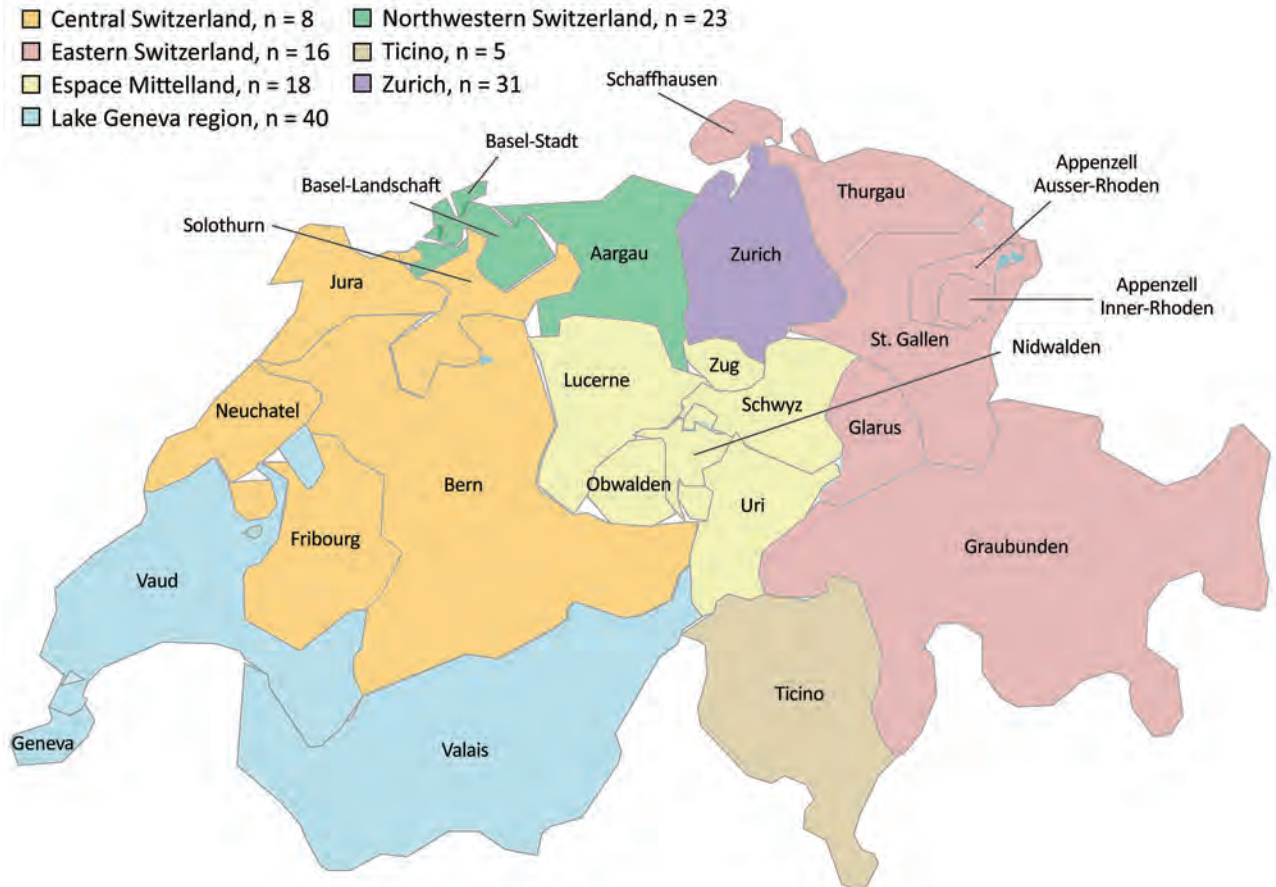 Central Switzerland, n = 8
Eastern Switzerland, n = 16
Espace Mittelland, n = 18
Lake Geneva region, n = 40
Northwestern Switzerland, n = 23
Ticino, n = 5
Zurich, n = 31
Schaffhausen
Basel-Stadt
Basel-Landschaft
Solothurn
Appenzell
Ausser-Rhoden
Thurgau
Jura
Aargau
Zurich
Appenzell
Inner-Rhoden
St. Gallen
Nidwalden
Zug
Lucerne
Schwyz
Neuchatel
Glarus
Bern
Obwalden
Uri
Fribourg
Graubunden
Vaud
Ticino
Geneva
Valais